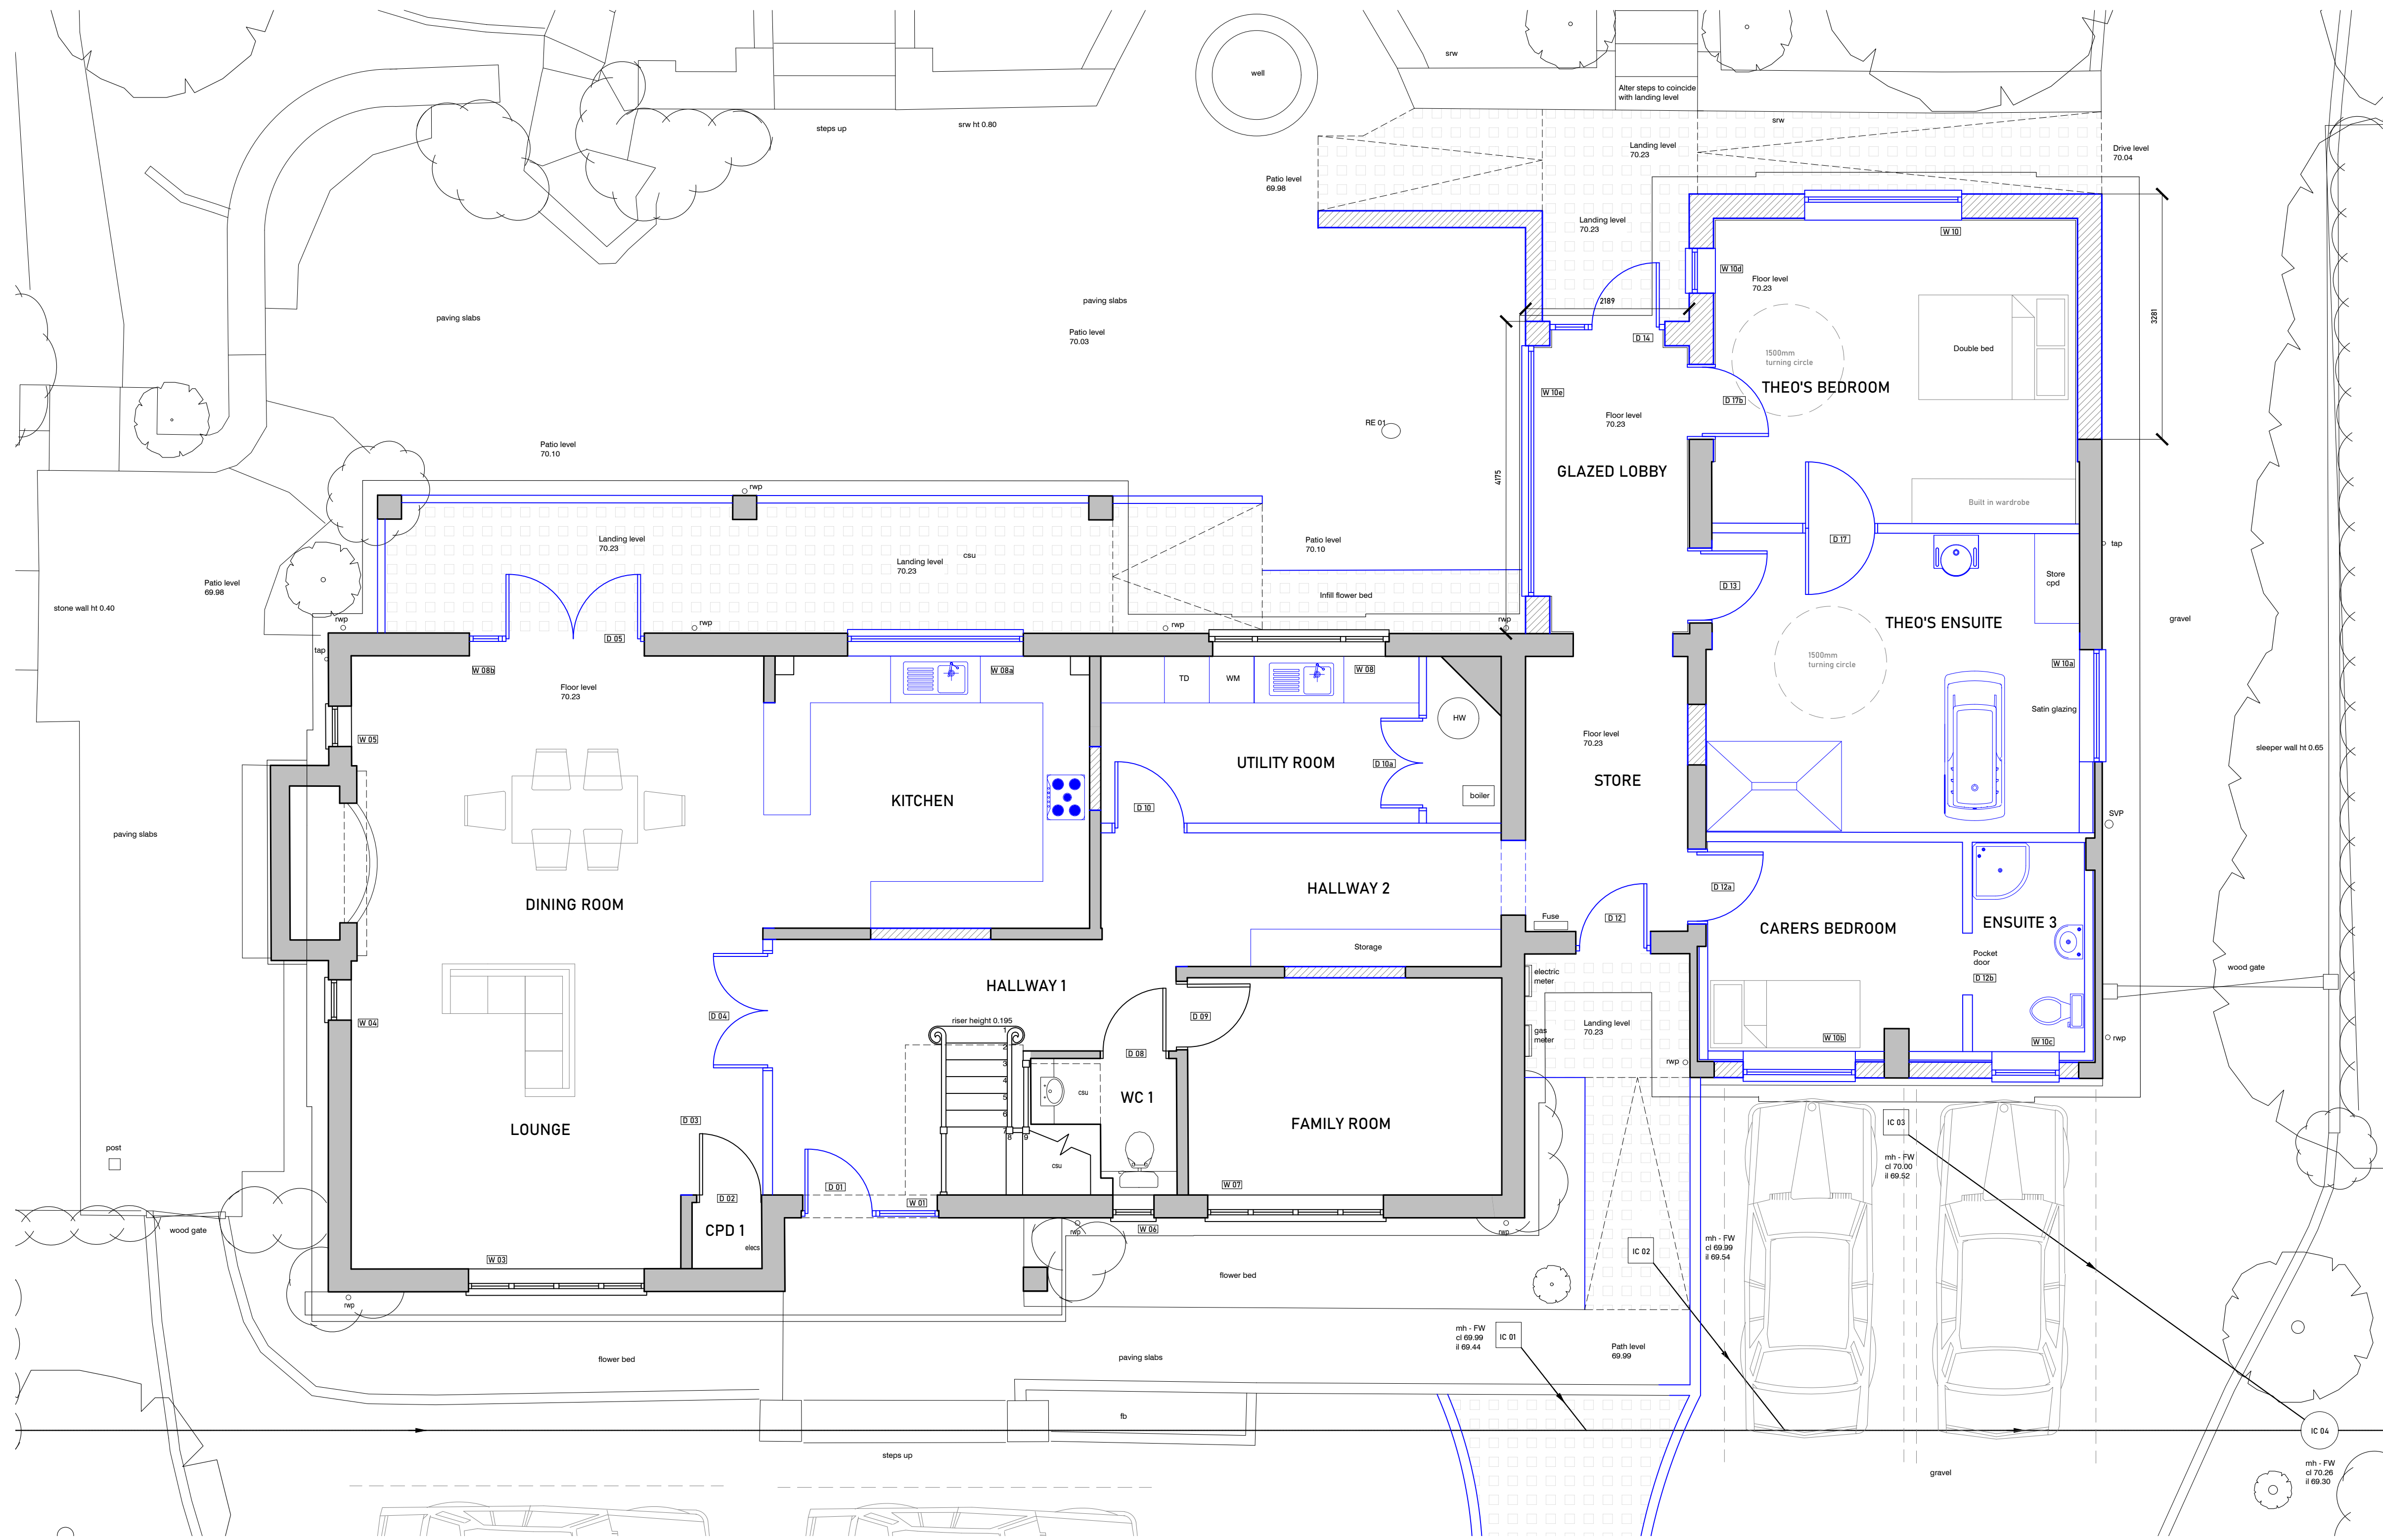 srw
well
Alter steps to coincide
with landing level
steps up
srw ht 0.80
srw
Landing level
70.23
Drive level
70.04
Patio level
69.98
Landing level
70.23
W 10
W 10d
Floor level
70.23
paving slabs
paving slabs
2189
3281
Patio level
70.03
D 14
Double bed
1500mm
turning circle
THEO'S BEDROOM
W 10e
D 17b
RE 01
Floor level
70.23
Patio level
70.10
GLAZED LOBBY
4175
rwp
Built in wardrobe
Landing level
70.23
csu
Landing level
70.23
Patio level
70.10
D 17
tap
D 13
Store
cpd
Patio level
69.98
stone wall ht 0.40
Infill flower bed
rwp
rwp
rwp
rwp
THEO'S ENSUITE
gravel
D 05
tap
1500mm
turning circle
W 08b
W 08a
W 08
W 10a
TD
WM
Floor level
70.23
Satin glazing
HW
W 05
Floor level
70.23
sleeper wall ht 0.65
UTILITY ROOM
D 10a
STORE
KITCHEN
boiler
D 10
SVP
paving slabs
HALLWAY 2
D 12a
DINING ROOM
Fuse
D 12
CARERS BEDROOM
ENSUITE 3
Storage
Pocket
door
D 12b
electric
meter
wood gate
HALLWAY 1
W 04
D 04
riser height 0.195
D 09
Landing level
70.23
gas
meter
1
2
3
4
5
6
7
8
9
D 08
rwp
W 10b
W 10c
rwp
csu
WC 1
LOUNGE
D 03
FAMILY ROOM
IC 03
post
mh - FW
cl 70.00
il 69.52
csu
D 02
D 01
W 01
W 07
wood gate
CPD 1
elecs
rwp
W 06
rwp
mh - FW
cl 69.99
il 69.54
IC 02
W 03
flower bed
rwp
mh - FW
cl 69.99
il 69.44
IC 01
Path level
69.99
flower bed
paving slabs
fb
IC 04
steps up
gravel
mh - FW
cl 70.26
il 69.30